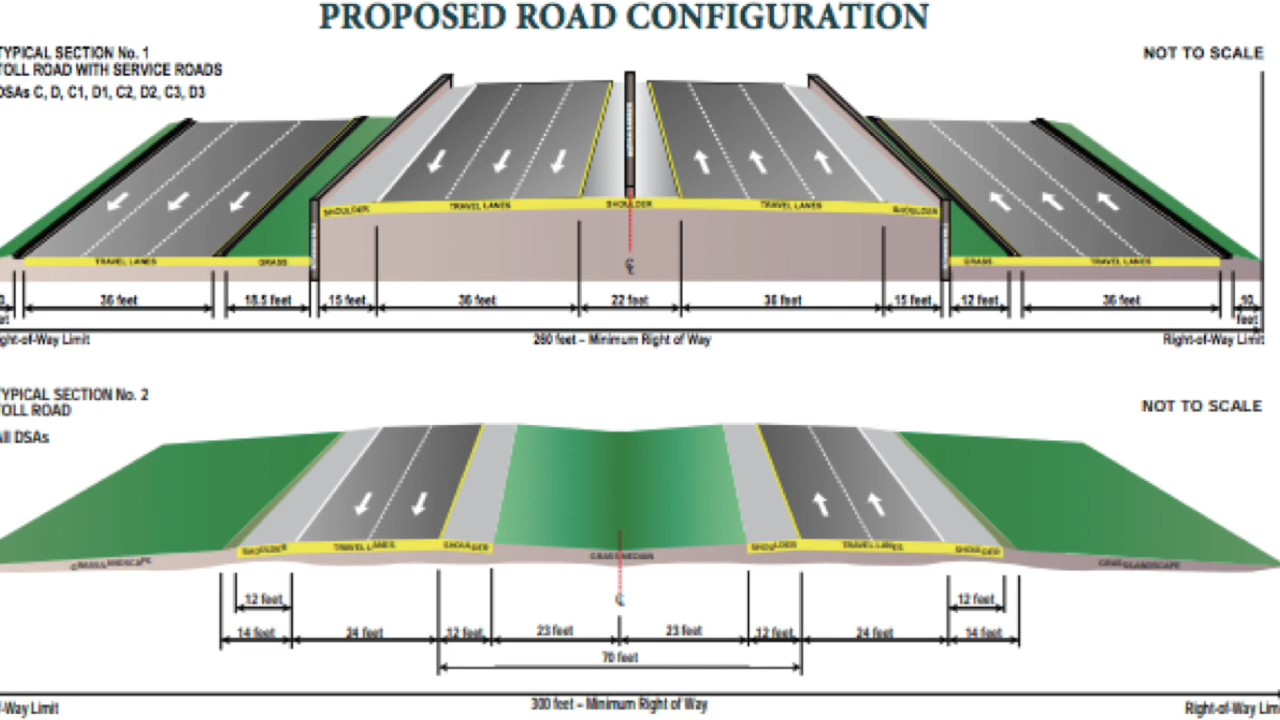 PROPOSED ROAD CONFIGURATION
TYPICAL SECTION No. 1
TOLL ROAD WITH SERVICE ROADS
DSAs C, D, C1, D1, C2, D2, C3, D3
NOT TO SCALE
SHOULDER TRAVEL LANES SHOULDER TRAVEL LANES SHOULDER
TRAVEL LANES GRASS GRASS TRAVEL LANES
36 feet 18.5 feet 15 feet 36 feet 22 feet 36 feet 15 feet 12 feet 36 feet 10
feet
ght-of-Way Limit 260 feet – Minimum Right of Way Right-of-Way Limit
TYPICAL SECTION No. 2
TOLL ROAD
All DSAs
NOT TO SCALE
SHOULDER TRAVEL LANES SHOULDER GRASS MEDIAN SHOULDER TRAVEL LANES SHOULDER
12 feet 12 feet
14 feet 24 feet 12 feet 23 feet 23 feet 12 feet 24 feet 14 feet
70 feet
-Way Limit 300 feet – Minimum Right of Way Right-of-Way Lim